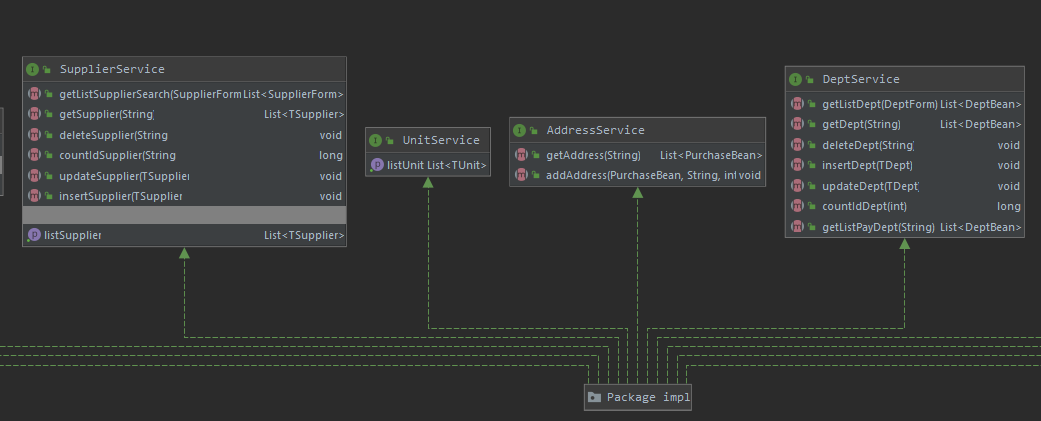 SupplierService
getListSupplierSearch(SupplierForm List<SupplierForm>
getSupplier(String) List<TSupplier>
deleteSupplier(String void
countIdSupplier(String long
updateSupplier(TSupplier void
insertSupplier(TSupplier void
listSupplier List<TSupplier>
UnitService
listUnit List<TUnit>
AddressService
getAddress(String) List<PurchaseBean>
addAddress(PurchaseBean, String, int void
DeptService
getListDept(DeptForm) List<DeptBean>
getDept(String) List<DeptBean>
deleteDept(String) void
insertDept(TDept) void
updateDept(TDept) void
countIdDept(int) long
getListPayDept(String) List<DeptBean>
Package impl